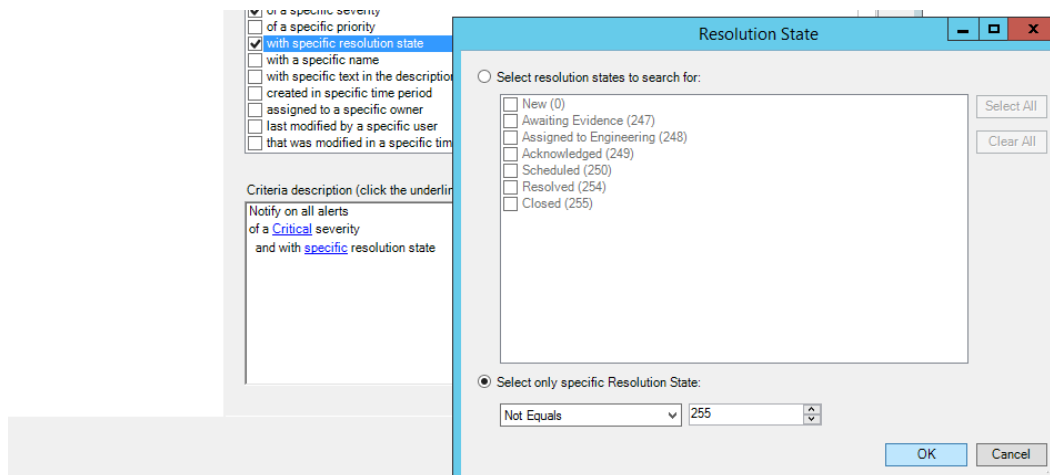 of a specific severity
of a specific priority
with specific resolution state
with a specific name
with specific text in the description
created in specific time period
assigned to a specific owner
last modified by a specific user
that was modified in a specific tim
Criteria description (click the underlin
Notify on all alerts
of a Critical severity
and with specific resolution state
Resolution State
Select resolution states to search for:
New (0)
Awaiting Evidence (247)
Assigned to Engineering (248)
Acknowledged (249)
Scheduled (250)
Resolved (254)
Closed (255)
Select All
Clear All
Select only specific Resolution State:
Not Equals
255
OK
Cancel